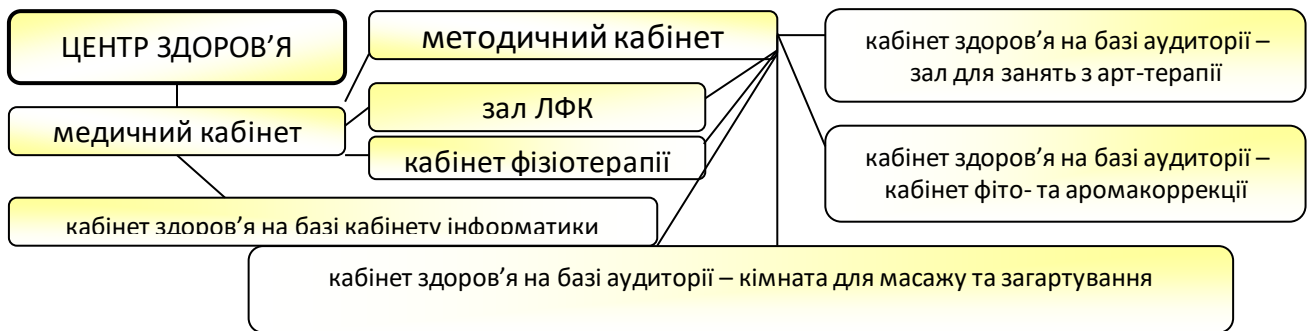 ЦЕНТР ЗДОРОВ’Я
методичний кабінет
кабінет здоров’я на базі аудиторії –
зал для занять з арт-терапії
зал ЛФК
медичний кабінет
кабінет фізіотерапії
кабінет здоров’я на базі аудиторії –
кабінет фіто- та аромакоррекції
кабінет здоров’я на базі кабінету інформатики
кабінет здоров’я на базі аудиторії – кімната для масажу та загартування